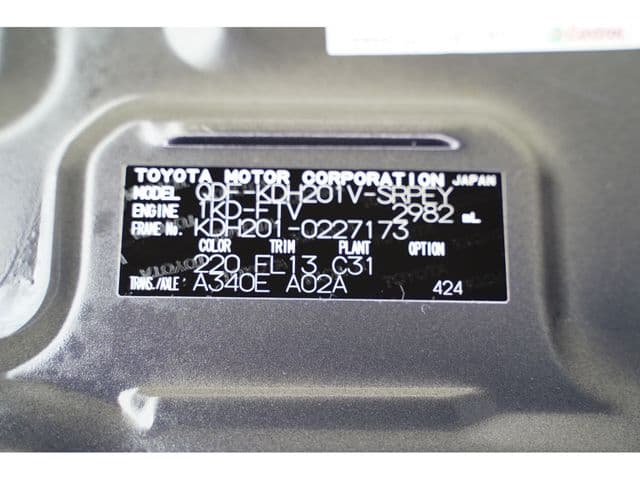 TOYOTA MOTOR CORPORATION JAPAN
MODEL QDF-KDH201V-SRPEY
ENGINE 1KD-FTV 2982 mL
FRAME No. KDH201-0227173
COLOR TRIM PLANT OPTION
220 FL13 C31
TRANS./AXLE A340E A02A 424